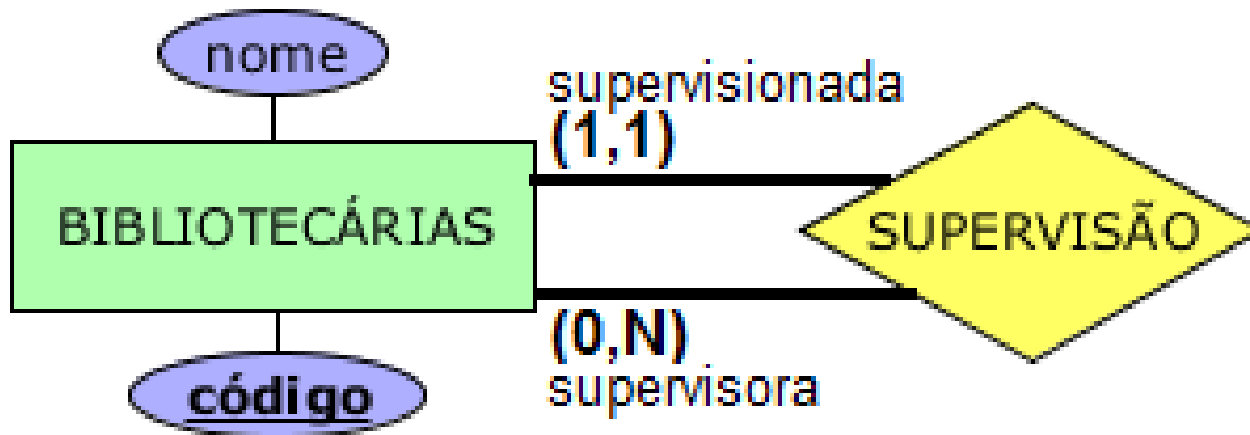 nome
supervisionada
(1,1)
BIBLIOTECÁRIAS
SUPERVISÃO
(0,N)
supervisora
código